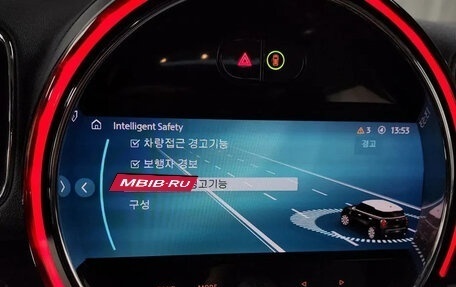 Intelligent Safety
3
13:53
차량접근 경고기능
경고
보행자 경보
MBIB·RU
고기능
구성
MODE